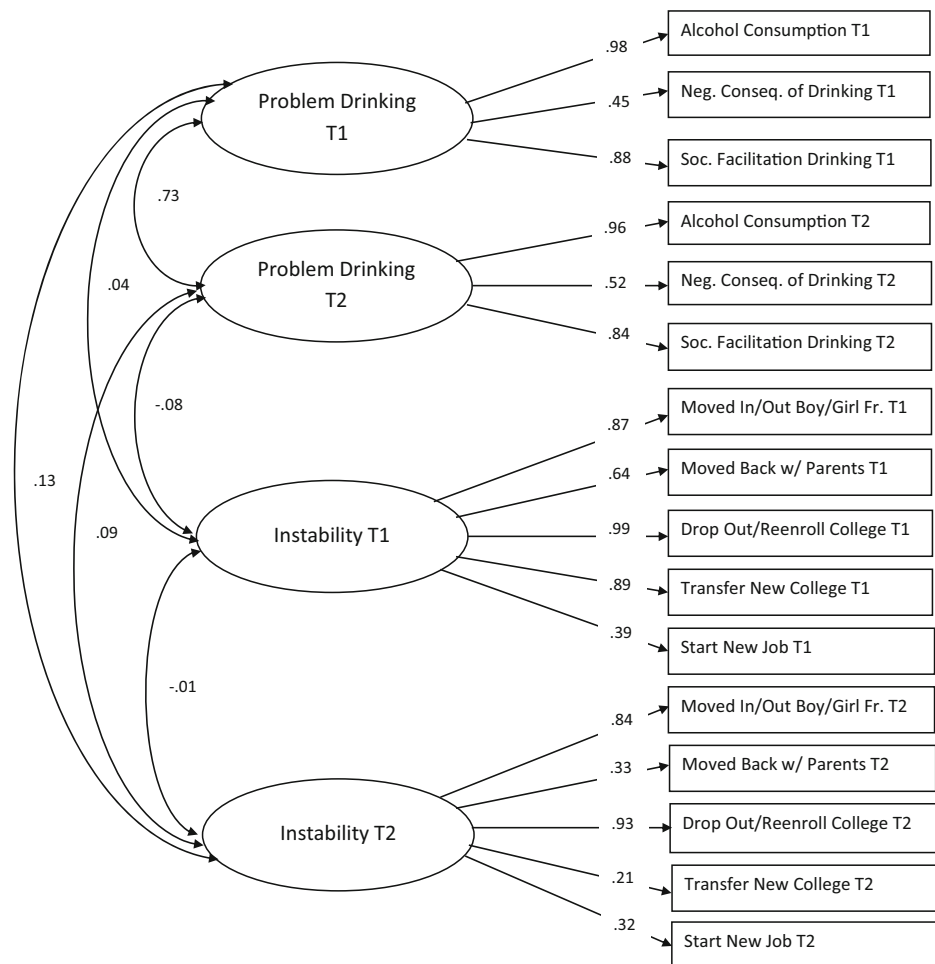 Alcohol Consumption T1
.98
Problem Drinking
T1
.45
Neg. Conseq. of Drinking T1
.88
Soc. Facilitation Drinking T1
.73
Alcohol Consumption T2
.96
Problem Drinking
T2
.04
.52
Neg. Conseq. of Drinking T2
.84
Soc. Facilitation Drinking T2
-.08
Moved In/Out Boy/Girl Fr. T1
.87
.13
.64
Moved Back w/ Parents T1
.09
Instability T1
.99
Drop Out/Reenroll College T1
.89
Transfer New College T1
.39
Start New Job T1
-.01
Moved In/Out Boy/Girl Fr. T2
.84
.33
Moved Back w/ Parents T2
Instability T2
.93
Drop Out/Reenroll College T2
.21
Transfer New College T2
.32
Start New Job T2